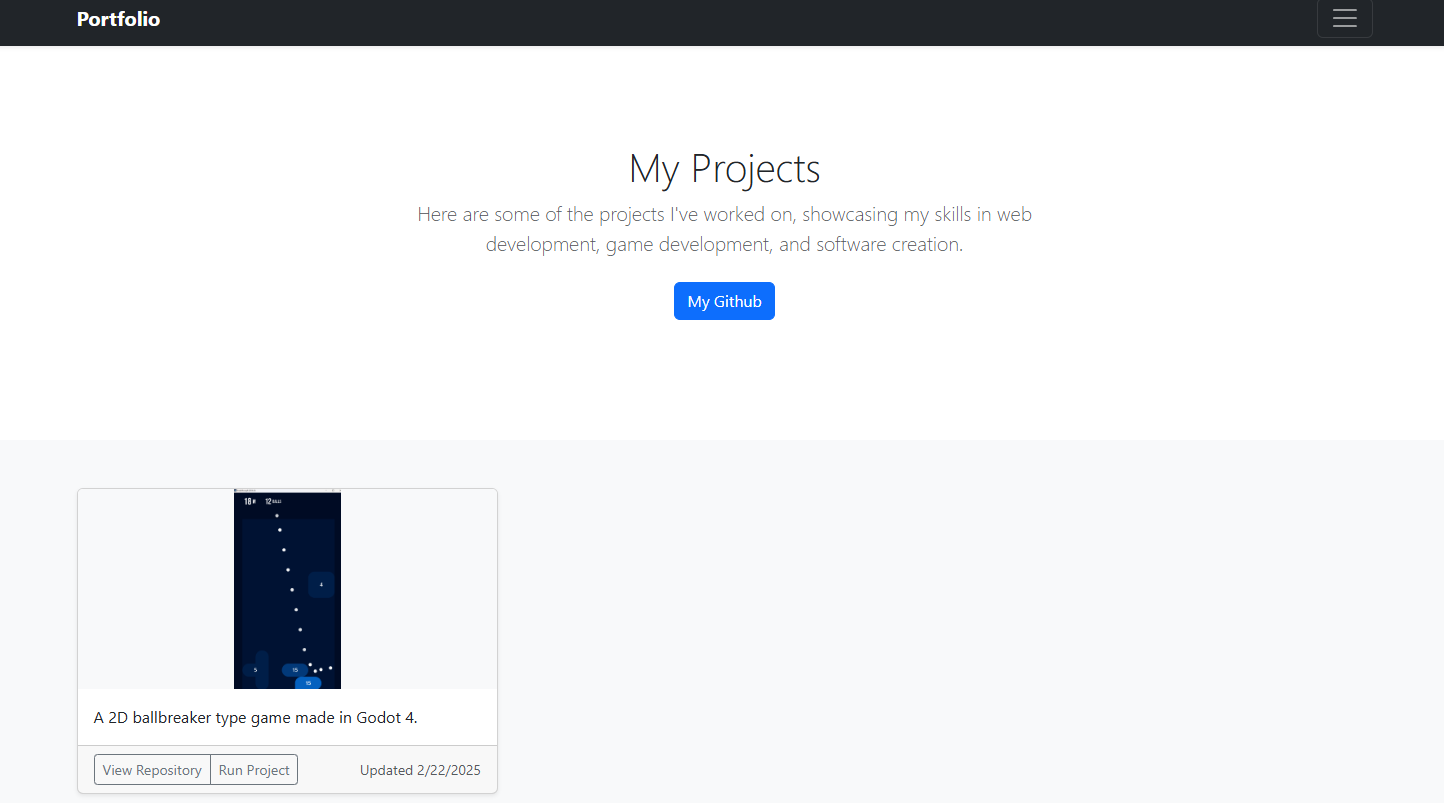 Portfolio
My Projects
Here are some of the projects I've worked on, showcasing my skills in web
development, game development, and software creation.
My Github
18
12 BALLS
4
5
15
15
A 2D ballbreaker type game made in Godot 4.
View Repository
Run Project
Updated 2/22/2025